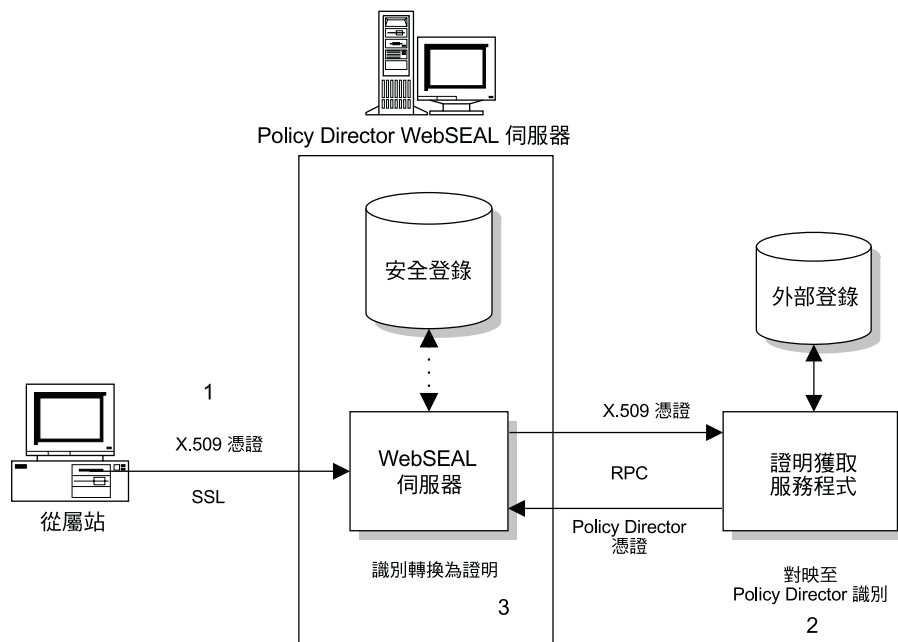 Policy Director WebSEAL 伺服器
安全登錄
外部登錄
1
X.509 憑證
SSL
從屬站
WebSEAL
伺服器
X.509 憑證
RPC
Policy Director
憑證
證明獲取
服務程式
識別轉換為證明
3
對映至
Policy Director 識別
2